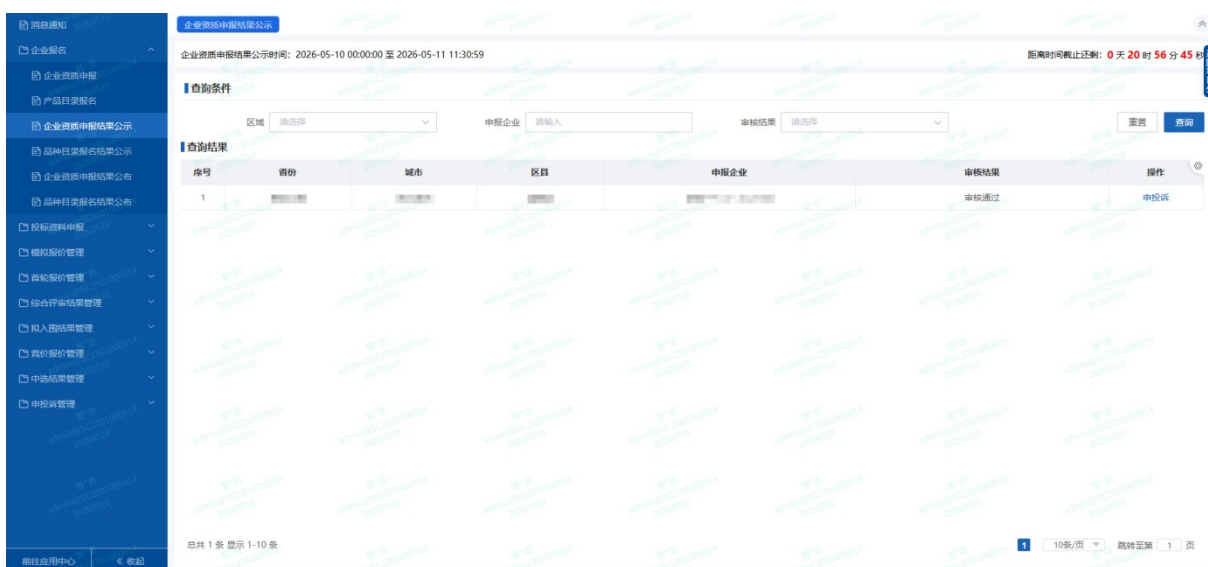 消息通知
企业报名
企业资质申报
产品目录报名
企业资质申报结果公示
品种目录报名结果公示
企业资质申报结果公布
品种目录报名结果公布
投标资料申报
模拟报价管理
首轮报价管理
综合评审结果管理
拟入围结果管理
竞价报价管理
中选结果管理
申投诉管理
前往应用中心 《 收起
企业资质申报结果公示
企业资质申报结果公示时间：2026-05-10 00:00:00 至 2026-05-11 11:30:59 距离时间截止还剩：0 天 20 时 56 分 45 秒
查询条件
区域 请选择 申报企业 请输入 审核结果 请选择 重置 查询
查询结果
序号 省份 城市 区县 申报企业 审核结果 操作
1 审核通过 申投诉
总共 1 条 显示 1-10 条 1 10条/页 跳转至第 1 页